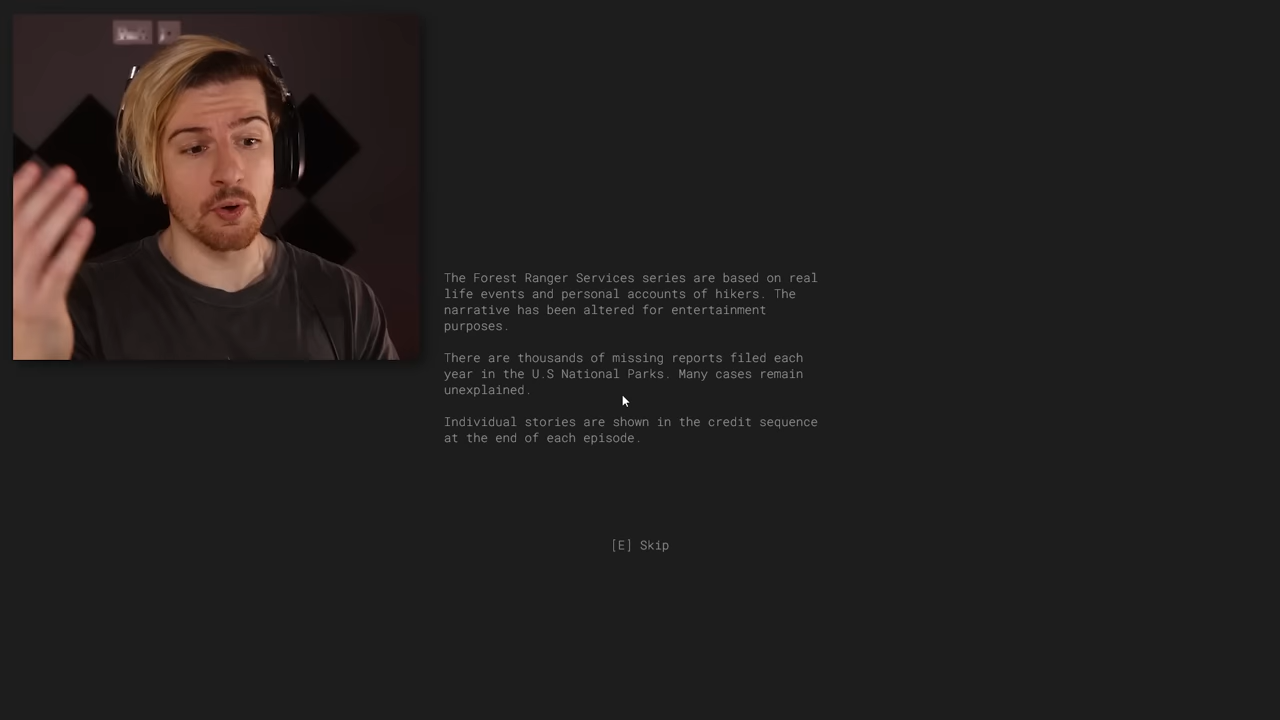 The Forest Ranger Services series are based on real
life events and personal accounts of hikers. The
narrative has been altered for entertainment
purposes.
There are thousands of missing reports filed each
year in the U.S National Parks. Many cases remain
unexplained.
Individual stories are shown in the credit sequence
at the end of each episode.
[E] Skip